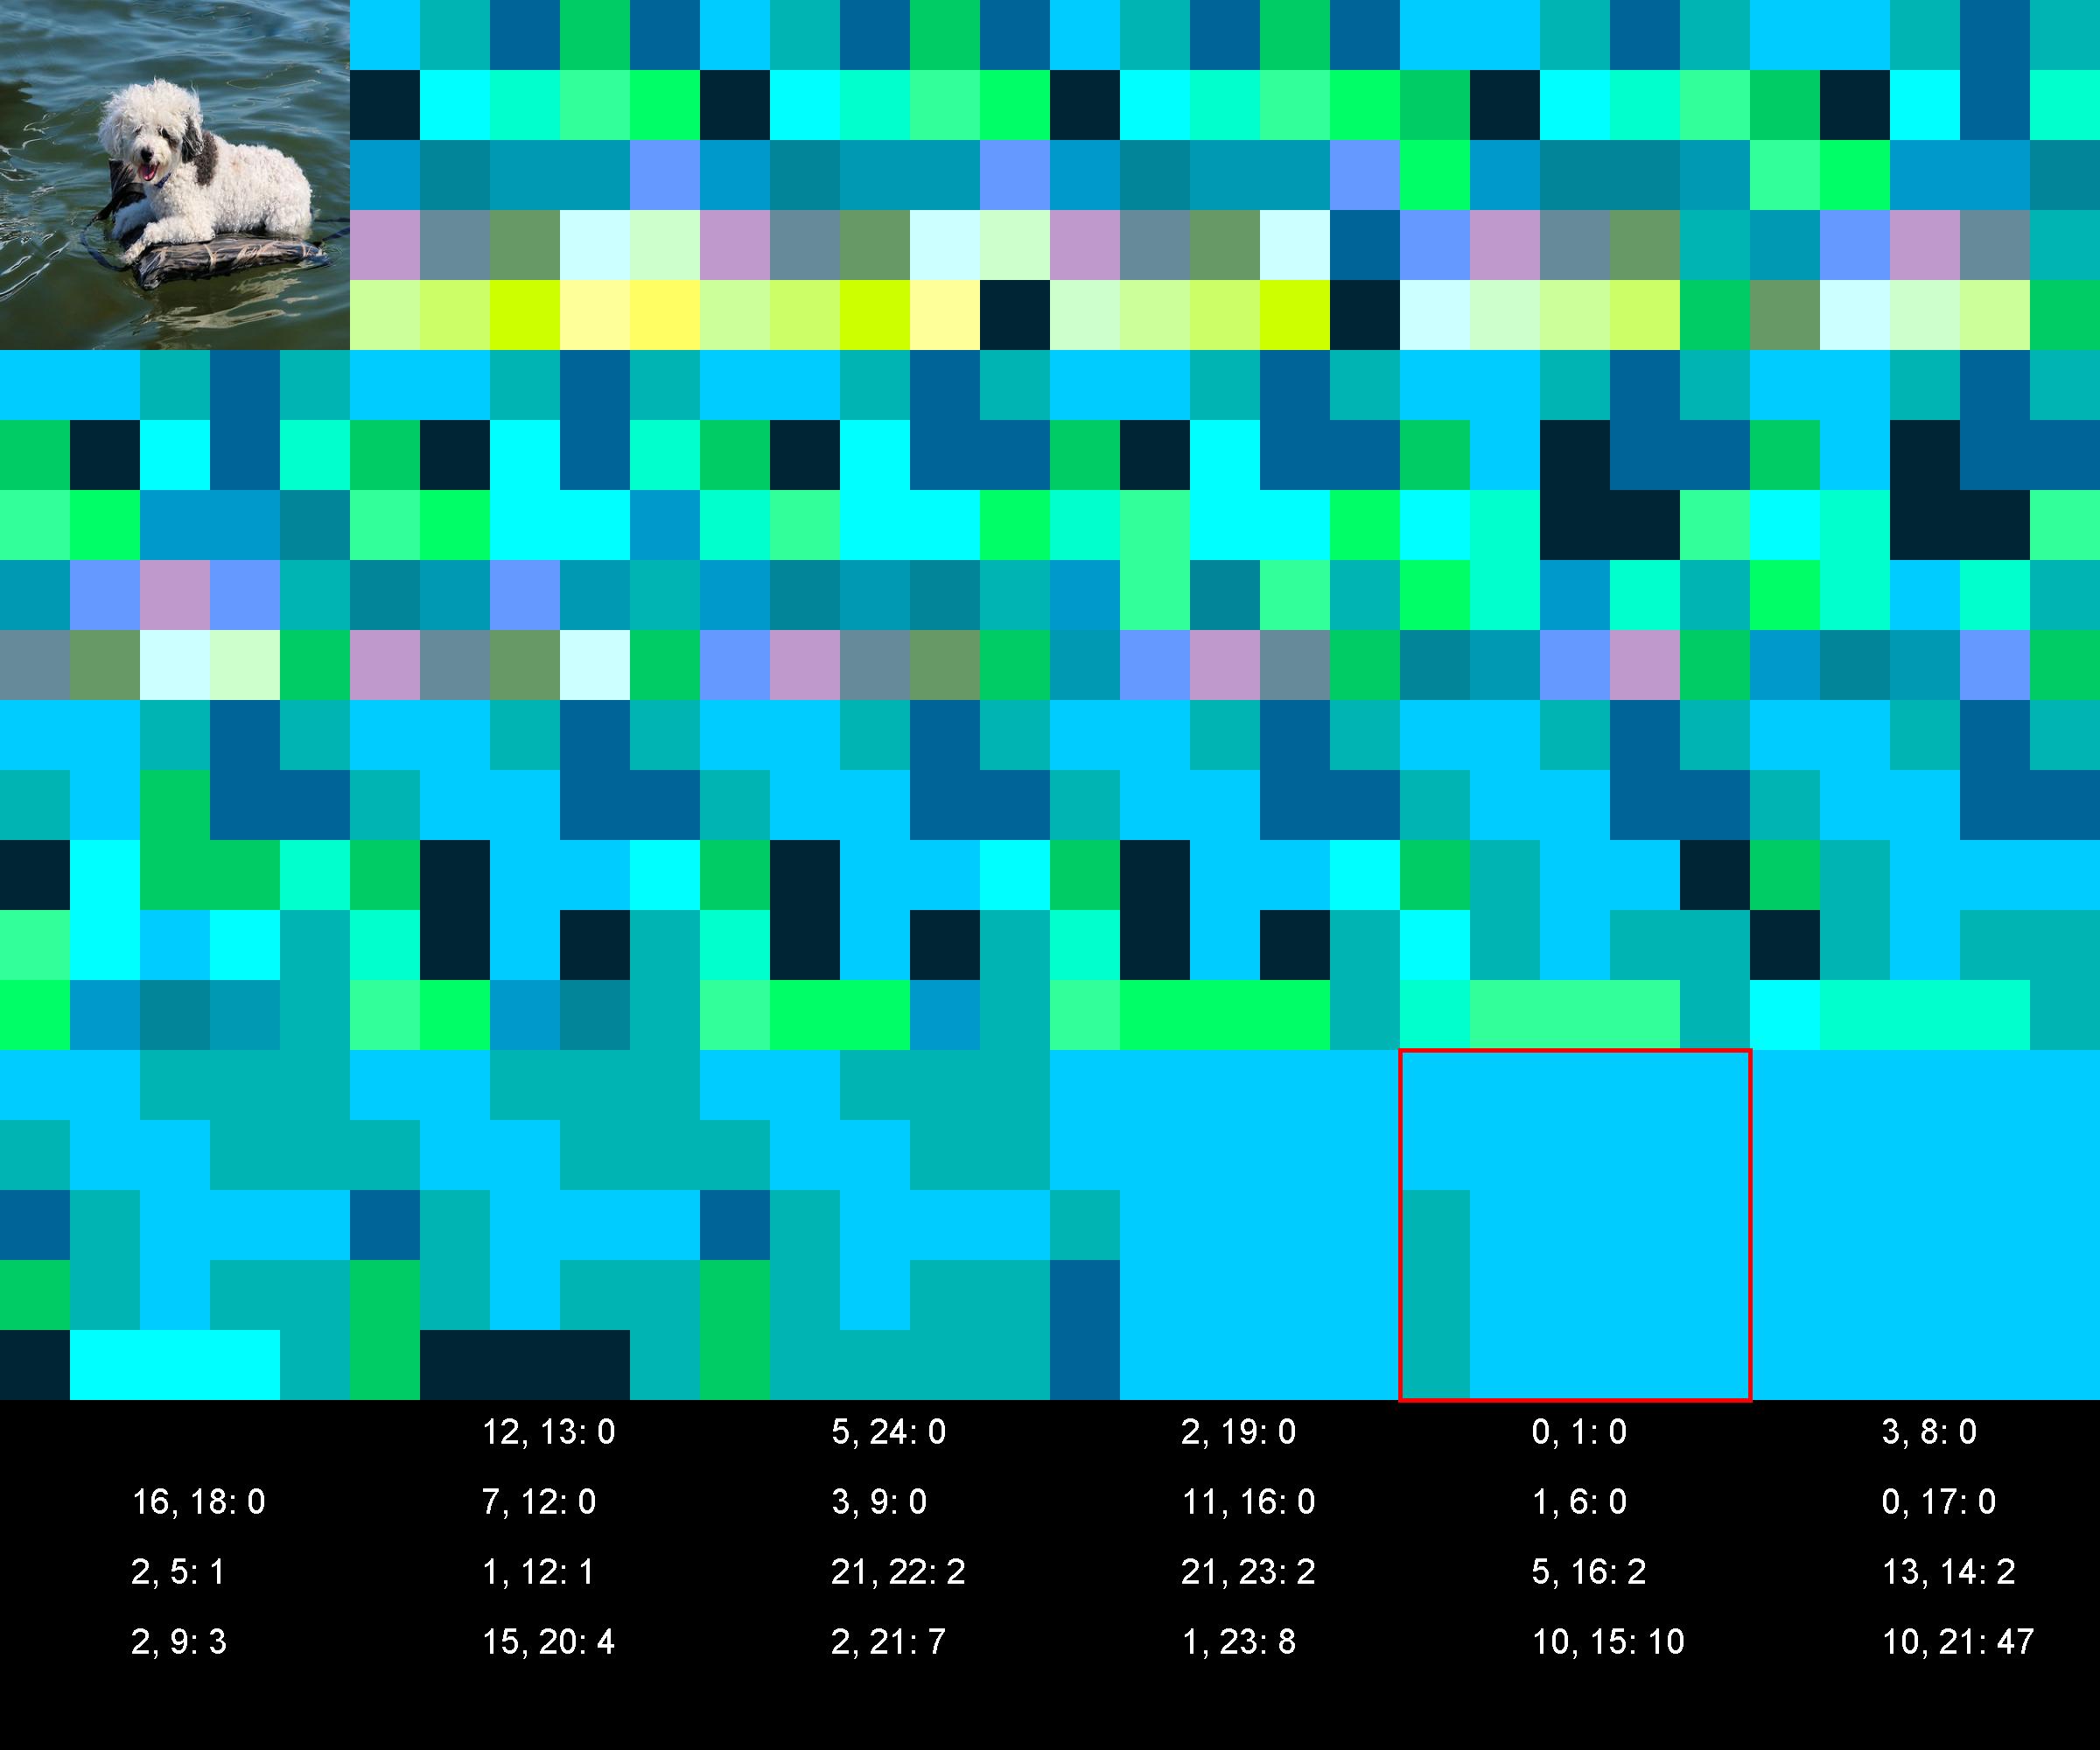 12, 13: 0 5, 24: 0 2, 19: 0 0, 1: 0 3, 8: 0
16, 18: 0 7, 12: 0 3, 9: 0 11, 16: 0 1, 6: 0 0, 17: 0
2, 5: 1 1, 12: 1 21, 22: 2 21, 23: 2 5, 16: 2 13, 14: 2
2, 9: 3 15, 20: 4 2, 21: 7 1, 23: 8 10, 15: 10 10, 21: 47